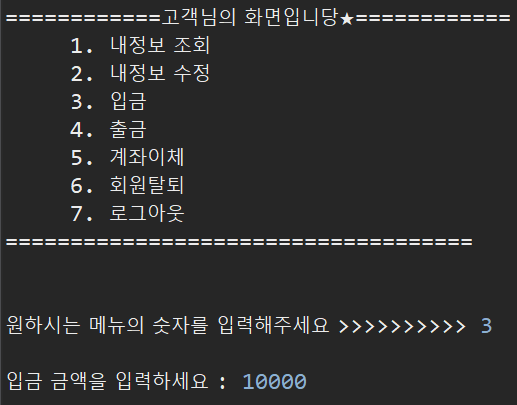 ============고객님의 화면입니당★============
1. 내정보 조회
2. 내정보 수정
3. 입금
4. 출금
5. 계좌이체
6. 회원탈퇴
7. 로그아웃
====================================
원하시는 메뉴의 숫자를 입력해주세요 >>>>>>>>>> 3
입금 금액을 입력하세요 : 10000